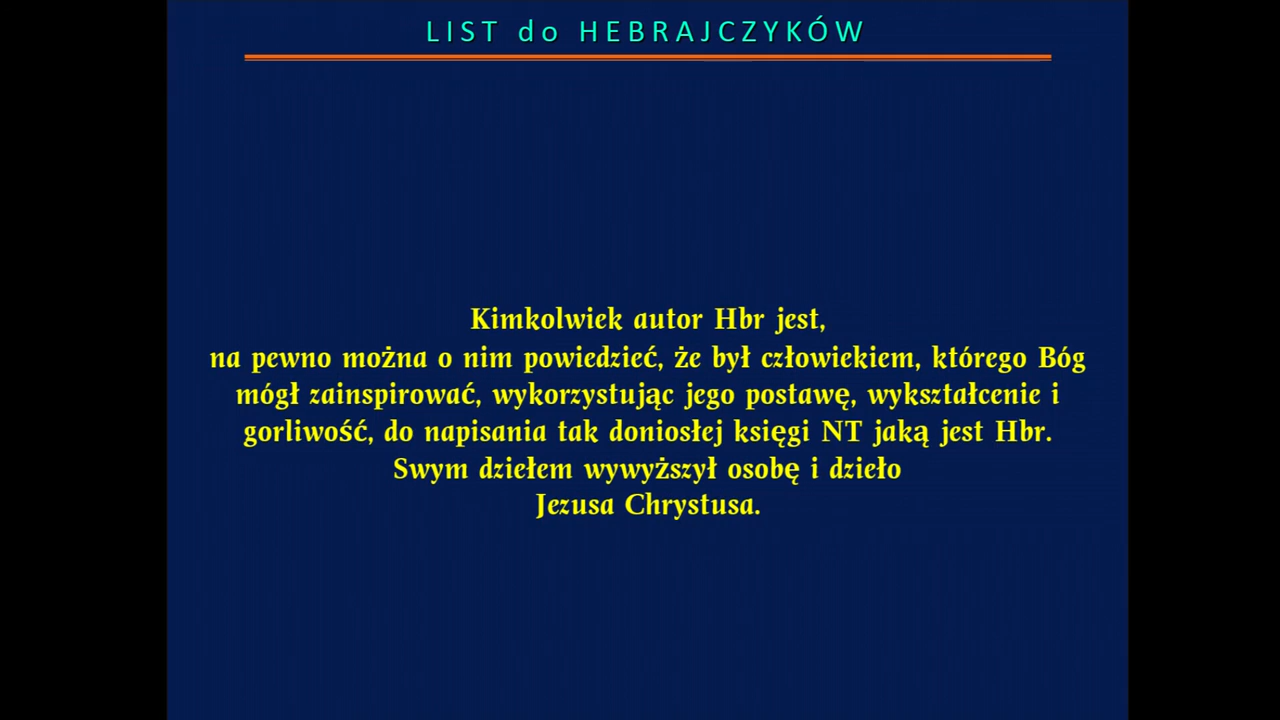 LIST do HEBRAJCZYKÓW
Kimkolwiek autor Hbr jest,
na pewno można o nim powiedzieć, że był człowiekiem, którego Bóg
mógł zainspirować, wykorzystując jego postawę, wykształcenie i
gorliwość, do napisania tak doniosłej księgi NT jaką jest Hbr.
Swym dziełem wywyższył osobę i dzieło
Jezusa Chrystusa.